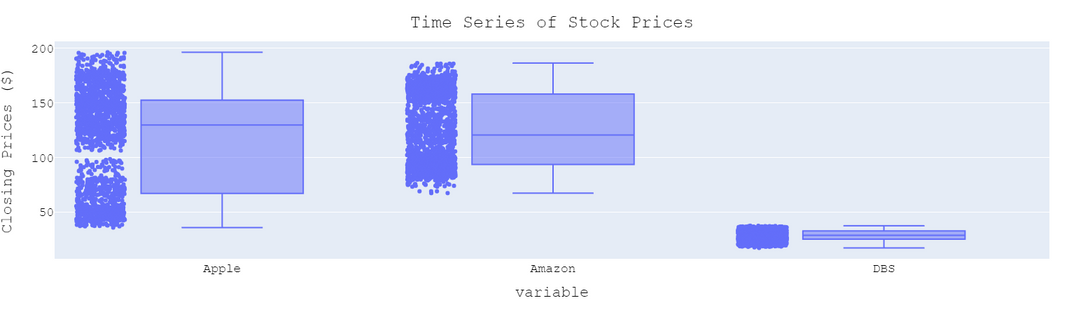 Time Series of Stock Prices
Closing Prices ($)
200
150
100
50
Apple
Amazon
DBS
variable